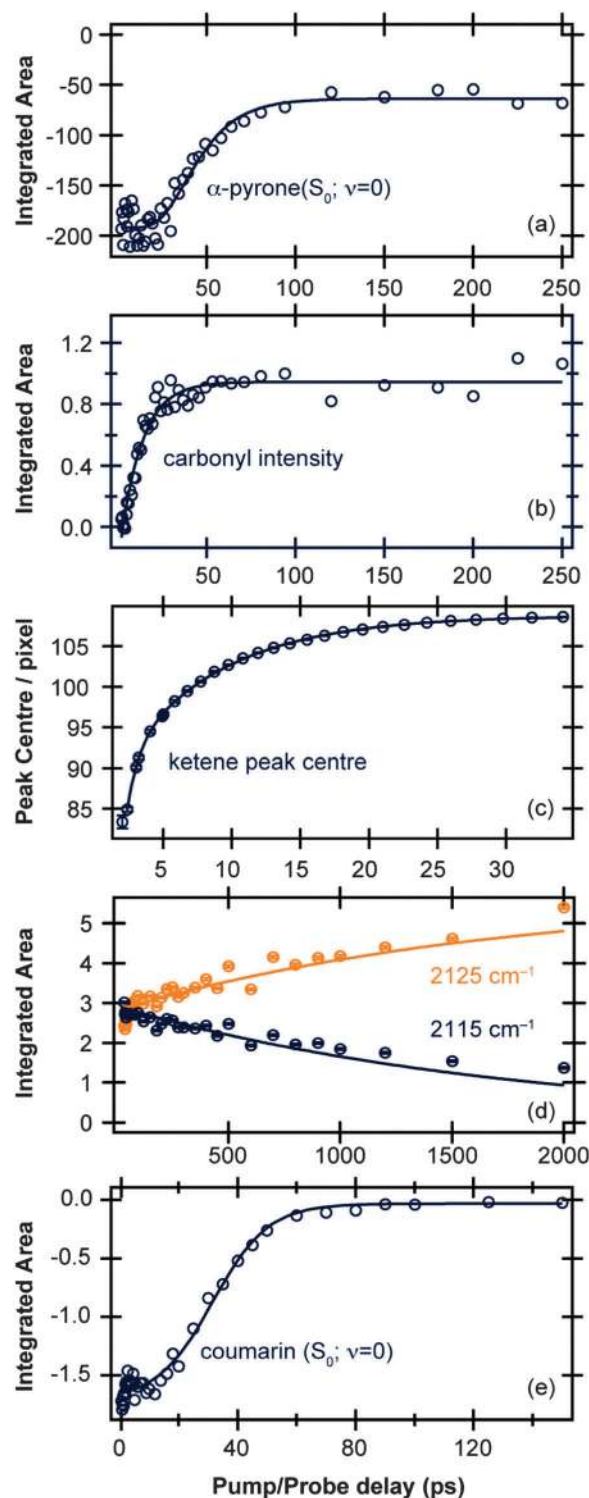 Integrated Area
0
-50
-100
-150
-200
α-pyrone(S₀; ν=0)
(a)
50 100 150 200 250
Integrated Area
1.2
0.8
0.4
0.0
carbonyl intensity
(b)
50 100 150 200 250
Peak Centre / pixel
105
100
95
90
85
ketene peak centre
(c)
5 10 15 20 25 30
Integrated Area
5
4
3
2
1
0
2125 cm⁻¹
2115 cm⁻¹
(d)
500 1000 1500 2000
Integrated Area
0.0
-0.5
-1.0
-1.5
coumarin (S₀; ν=0)
(e)
0 40 80 120
Pump/Probe delay (ps)